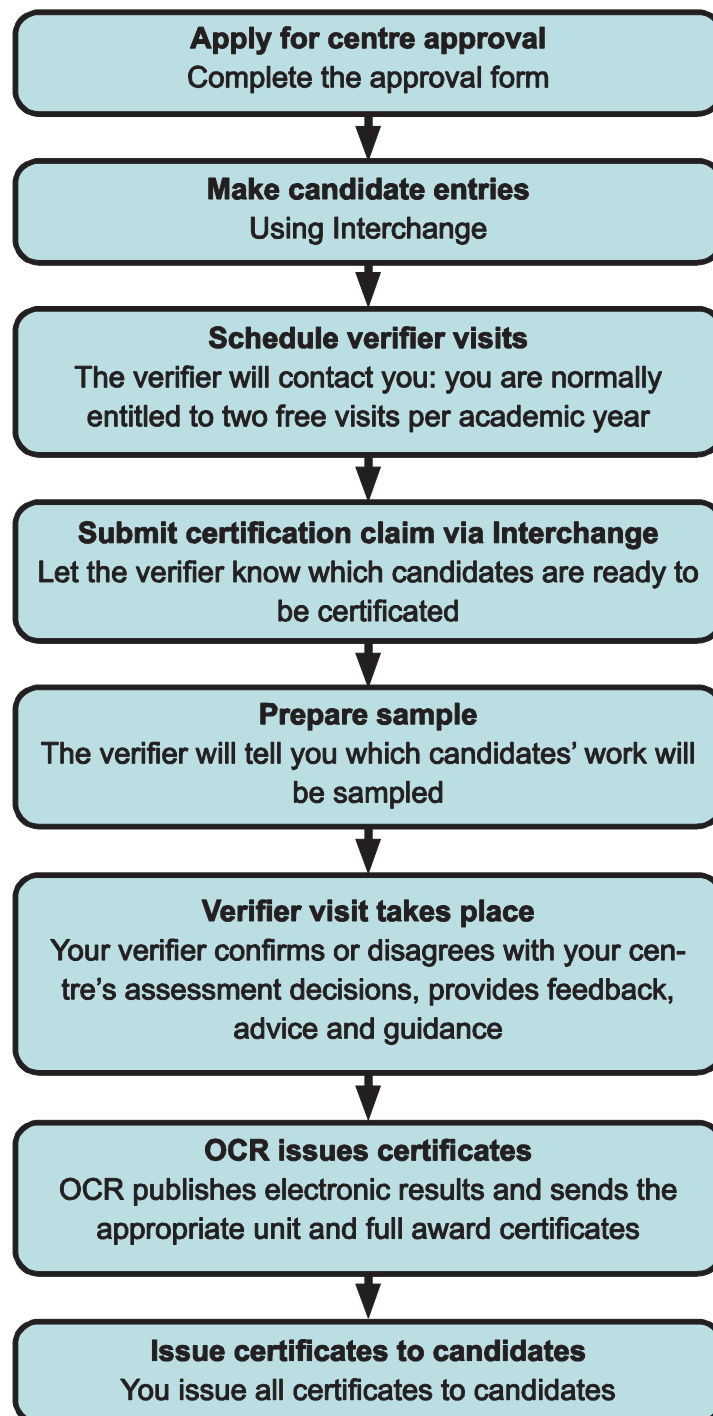 Apply for centre approval
Complete the approval form
Make candidate entries
Using Interchange
Schedule verifier visits
The verifier will contact you: you are normally
entitled to two free visits per academic year
Submit certification claim via Interchange
Let the verifier know which candidates are ready to
be certificated
Prepare sample
The verifier will tell you which candidates’ work will
be sampled
Verifier visit takes place
Your verifier confirms or disagrees with your cen-
tre’s assessment decisions, provides feedback,
advice and guidance
OCR issues certificates
OCR publishes electronic results and sends the
appropriate unit and full award certificates
Issue certificates to candidates
You issue all certificates to candidates